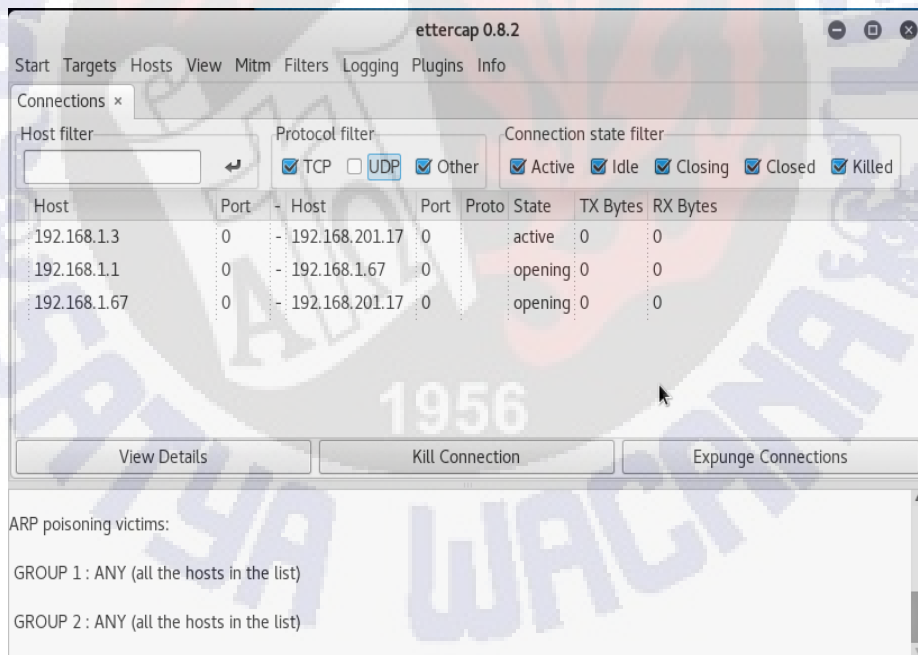 ettercap 0.8.2
Start Targets Hosts View Mitm Filters Logging Plugins Info
Connections ×
Host filter Protocol filter Connection state filter
TCP UDP Other Active Idle Closing Closed Killed
Host Port - Host Port Proto State TX Bytes RX Bytes
192.168.1.3 0 - 192.168.201.17 0 active 0 0
192.168.1.1 0 - 192.168.1.67 0 opening 0 0
192.168.1.67 0 - 192.168.201.17 0 opening 0 0
1956
View Details Kill Connection Expunge Connections
ARP poisoning victims:
GROUP 1 : ANY (all the hosts in the list)
GROUP 2 : ANY (all the hosts in the list)
SATYA WACANA